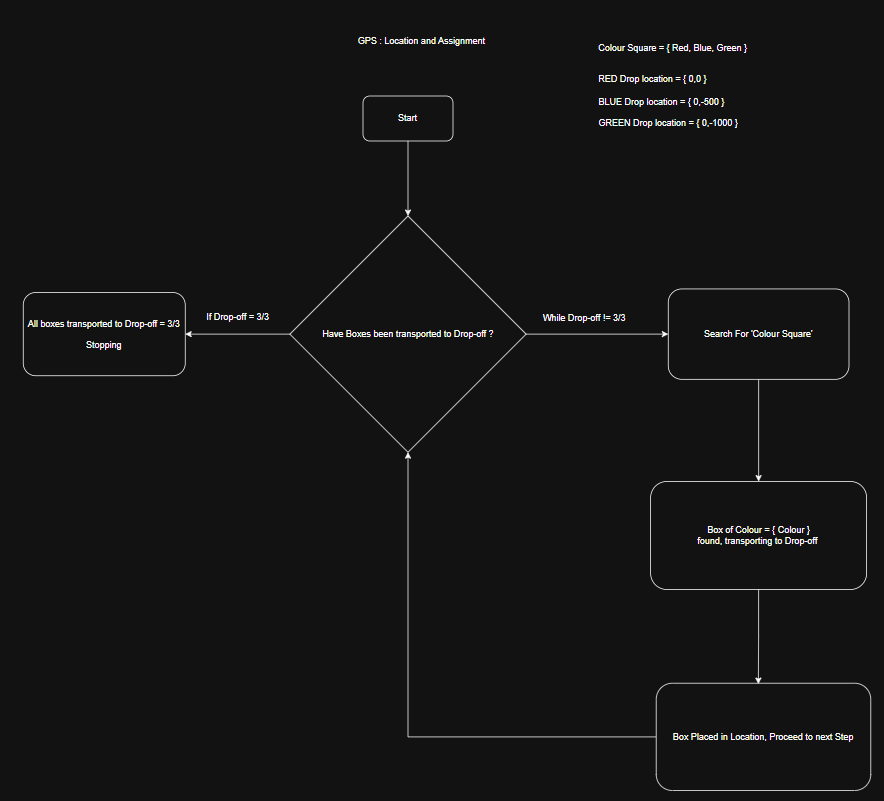 GPS : Location and Assignment
Colour Square = { Red, Blue, Green }
RED Drop location = { 0,0 }
BLUE Drop location = { 0,-500 }
GREEN Drop location = { 0,-1000 }
Start
All boxes transported to Drop-off = 3/3
Stopping
If Drop-off = 3/3
Have Boxes been transported to Drop-off ?
While Drop-off != 3/3
Search For 'Colour Square'
Box of Colour = { Colour }
found, transporting to Drop-off
Box Placed in Location, Proceed to next Step